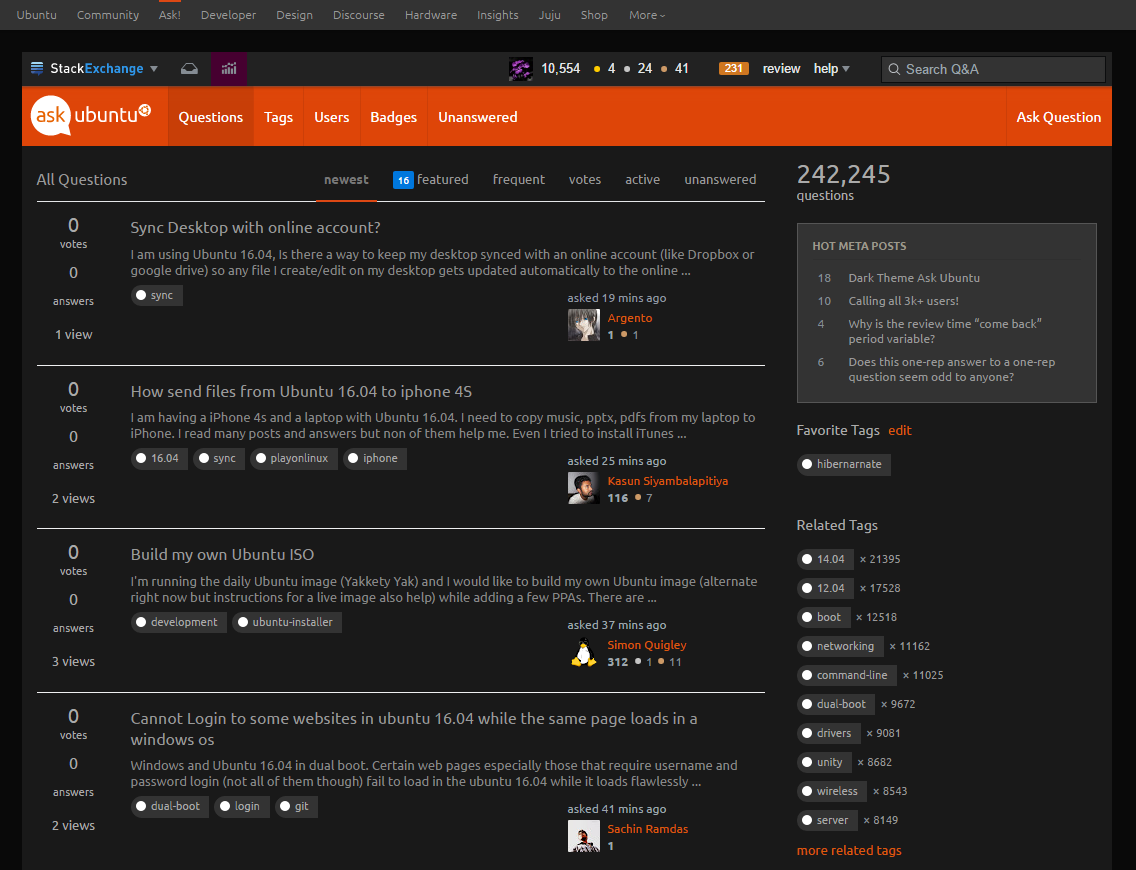 Ubuntu Community Ask! Developer Design Discourse Hardware Insights Juju Shop More
StackExchange 10,554 4 24 41 231 review help Search Q&A
ask ubuntu Questions Tags Users Badges Unanswered Ask Question
All Questions newest 16 featured frequent votes active unanswered
0
votes
0
answers
1 view
Sync Desktop with online account?
I am using Ubuntu 16.04, Is there a way to keep my desktop synced with an online account (like Dropbox or
google drive) so any file I create/edit on my desktop gets updated automatically to the online ...
sync
asked 19 mins ago
Argento
1 1
0
votes
0
answers
2 views
How send files from Ubuntu 16.04 to iphone 4S
I am having a iPhone 4s and a laptop with Ubuntu 16.04. I need to copy music, pptx, pdfs from my laptop to
iPhone. I read many posts and answers but non of them help me. Even I tried to install iTunes ...
16.04 sync playonlinux iphone
asked 25 mins ago
Kasun Siyambalapitiya
116 7
0
votes
0
answers
3 views
Build my own Ubuntu ISO
I'm running the daily Ubuntu image (Yakkety Yak) and I would like to build my own Ubuntu image (alternate
right now but instructions for a live image also help) while adding a few PPAs. There are ...
development ubuntu-installer
asked 37 mins ago
Simon Quigley
312 1 11
0
votes
0
answers
2 views
Cannot Login to some websites in ubuntu 16.04 while the same page loads in a
windows os
Windows and Ubuntu 16.04 in dual boot. Certain web pages especially those that require username and
password login (not all of them though) fail to load in the ubuntu 16.04 while it loads flawlessly ...
dual-boot login git
asked 41 mins ago
Sachin Ramdas
1
242,245
questions
HOT META POSTS
18 Dark Theme Ask Ubuntu
10 Calling all 3k+ users!
4 Why is the review time “come back”
period variable?
6 Does this one-rep answer to a one-rep
question seem odd to anyone?
Favorite Tags edit
hibernarnate
Related Tags
14.04 × 21395
12.04 × 17528
boot × 12518
networking × 11162
command-line × 11025
dual-boot × 9672
drivers × 9081
unity × 8682
wireless × 8543
server × 8149
more related tags